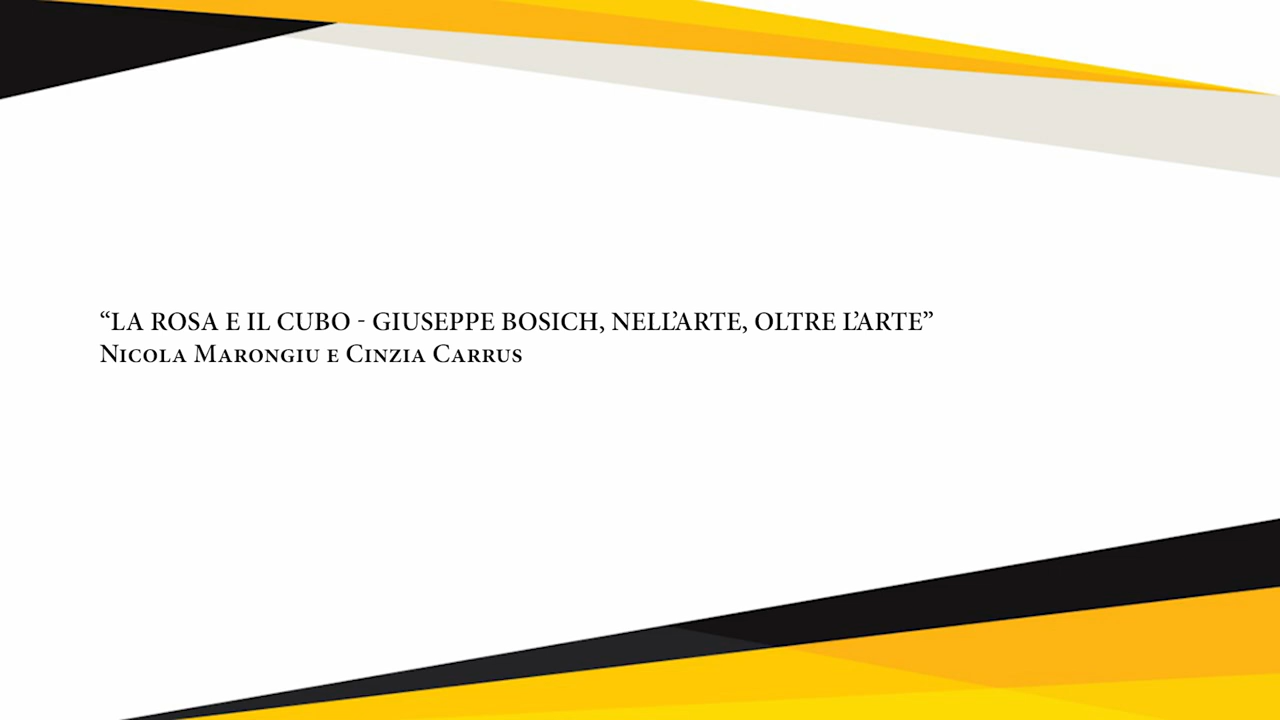 “LA ROSA E IL CUBO - GIUSEPPE BOSICH, NELL’ARTE, OLTRE L’ARTE”
Nicola Marongiu e Cinzia Carrus